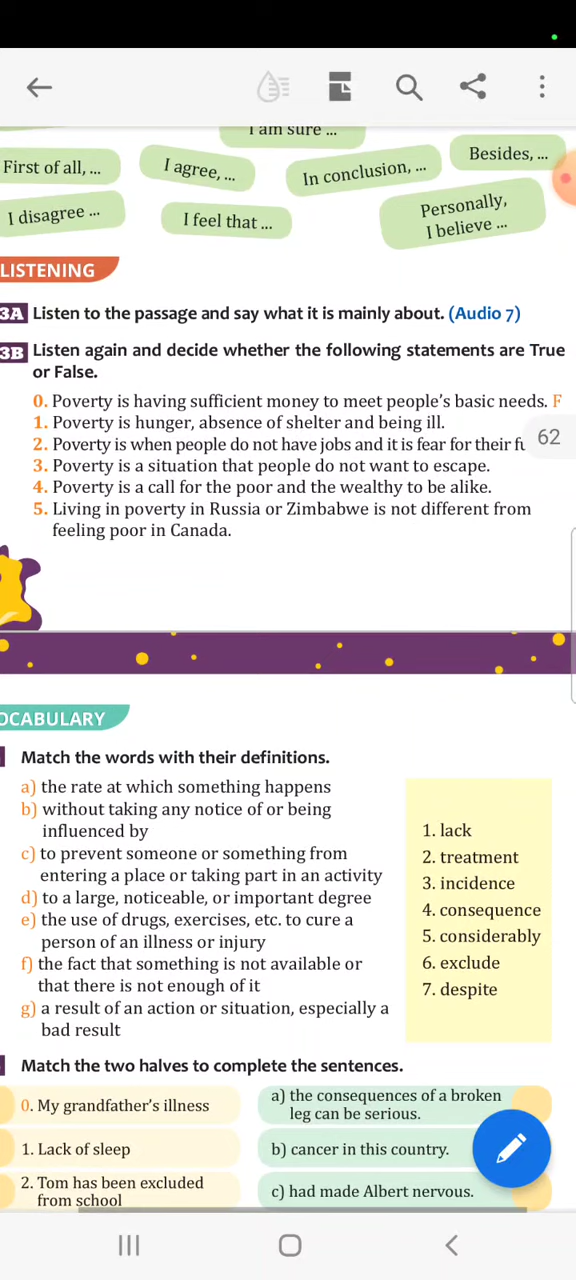 I am sure ...
First of all, ...
I agree, ...
In conclusion, ...
Besides, ...
I disagree ...
I feel that ...
Personally,
I believe ...
LISTENING
3A Listen to the passage and say what it is mainly about. (Audio 7)
3B Listen again and decide whether the following statements are True
or False.
0. Poverty is having sufficient money to meet people's basic needs. F
1. Poverty is hunger, absence of shelter and being ill.
2. Poverty is when people do not have jobs and it is fear for their
62
3. Poverty is a situation that people do not want to escape.
4. Poverty is a call for the poor and the wealthy to be alike.
5. Living in poverty in Russia or Zimbabwe is not different from
feeling poor in Canada.
OCABULARY
Match the words with their definitions.
a) the rate at which something happens
b) without taking any notice of or being
influenced by
c) to prevent someone or something from
entering a place or taking part in an activity
d) to a large, noticeable, or important degree
e) the use of drugs, exercises, etc. to cure a
person of an illness or injury
f) the fact that something is not available or
that there is not enough of it
g) a result of an action or situation, especially a
bad result
1. lack
2. treatment
3. incidence
4. consequence
5. considerably
6. exclude
7. despite
Match the two halves to complete the sentences.
0. My grandfather's illness
1. Lack of sleep
2. Tom has been excluded
from school
a) the consequences of a broken
leg can be serious.
b) cancer in this country.
c) had made Albert nervous.